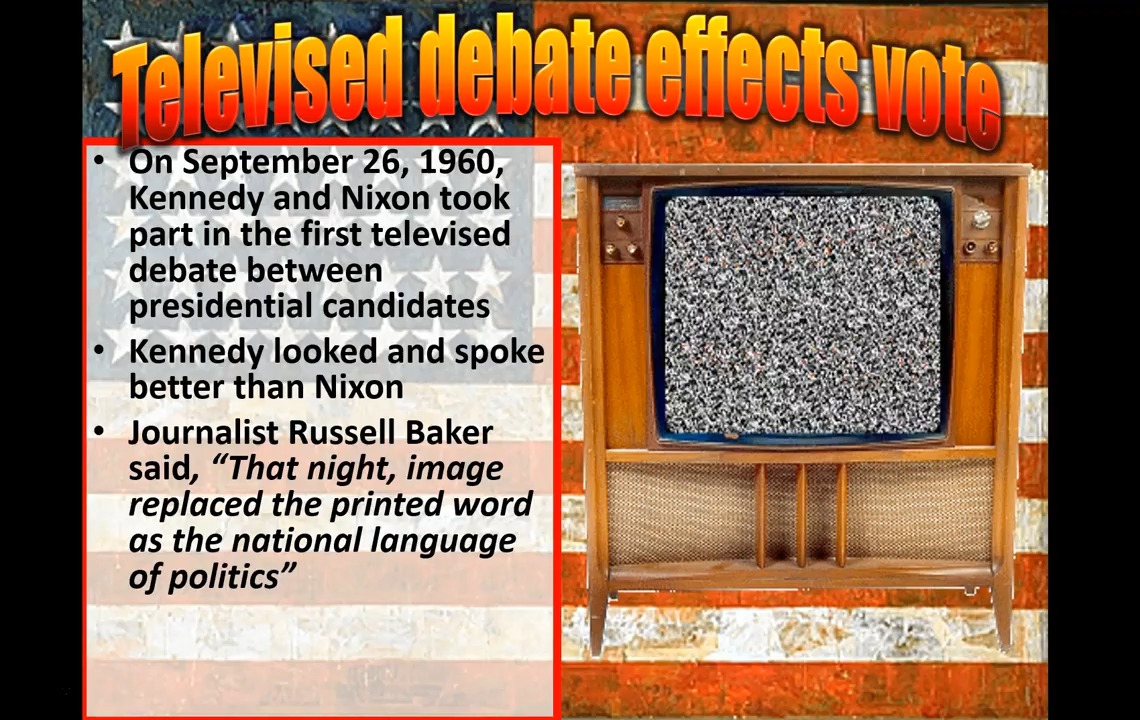 Televised debate effects vote
• On September 26, 1960,
Kennedy and Nixon took
part in the first televised
debate between
presidential candidates
• Kennedy looked and spoke
better than Nixon
• Journalist Russell Baker
said, “That night, image
replaced the printed word
as the national language
of politics”